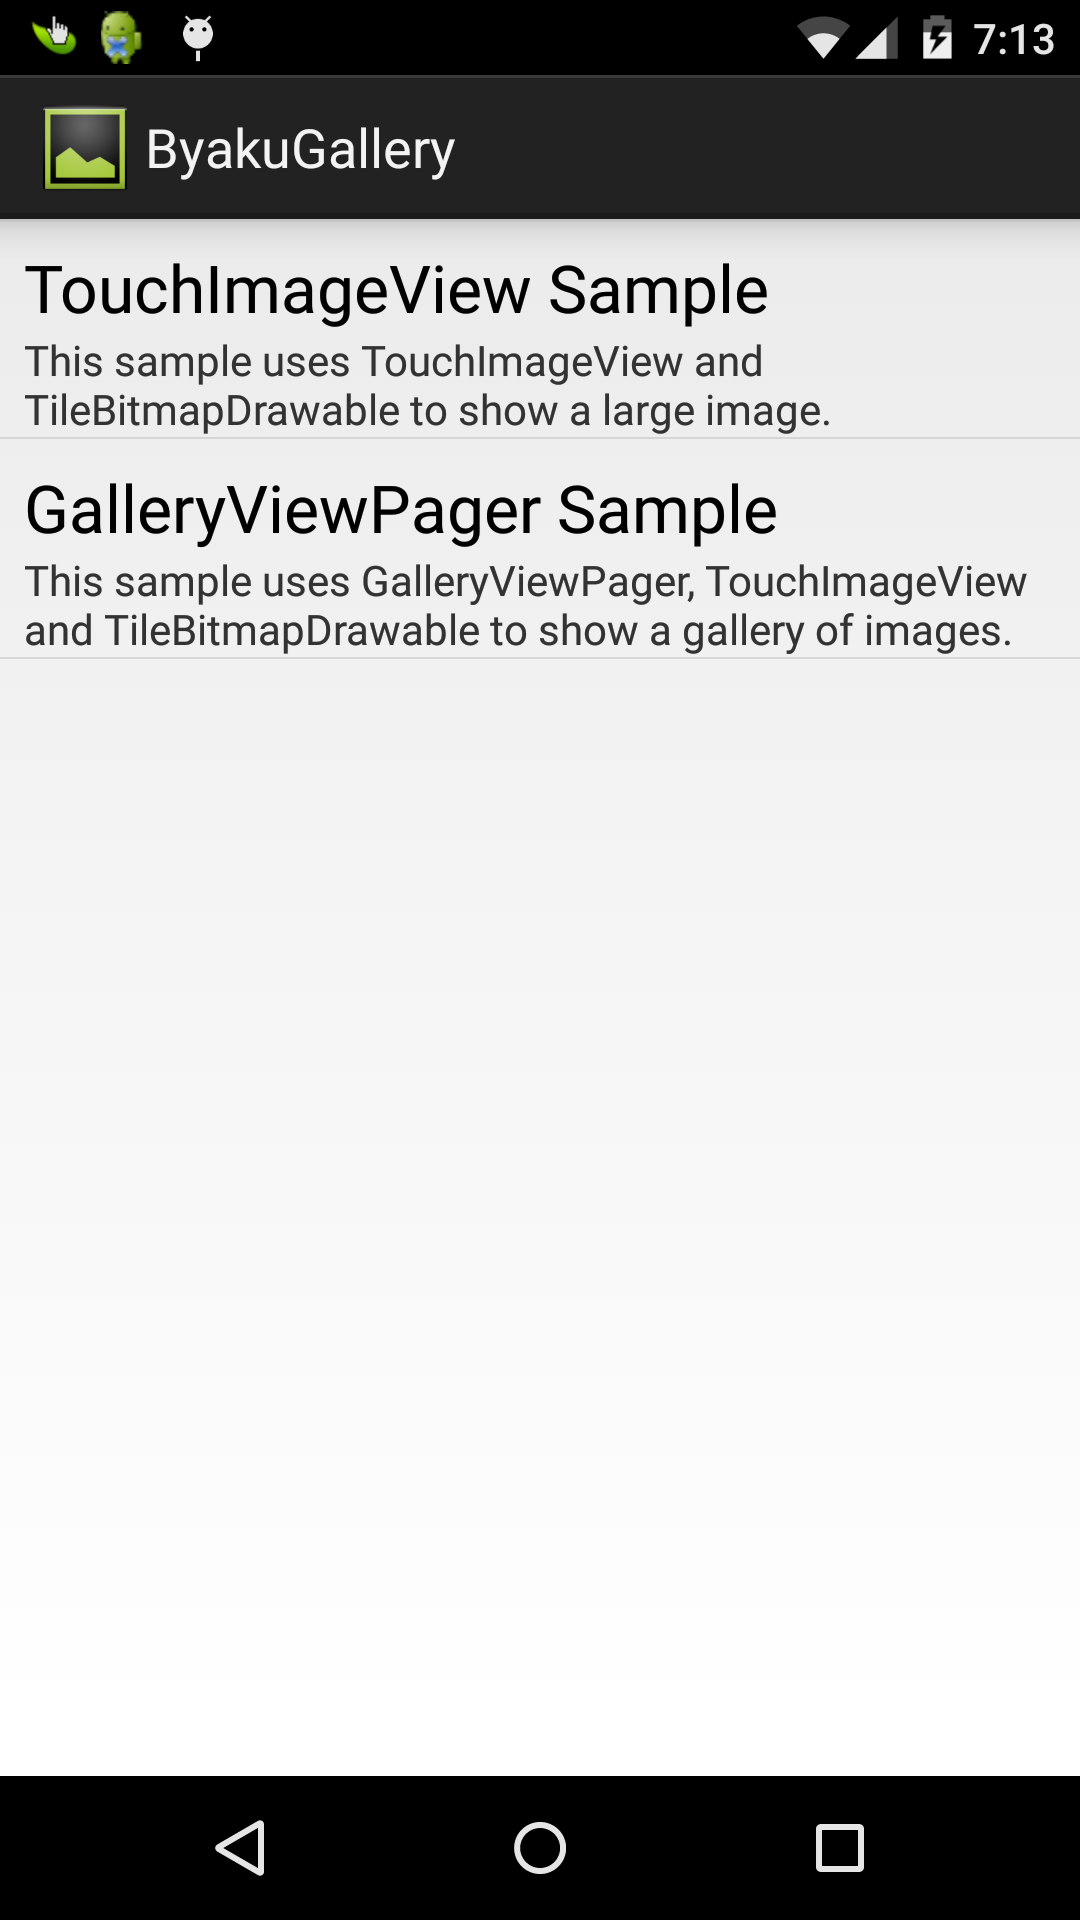 7:13
ByakuGallery
TouchImageView Sample
This sample uses TouchImageView and
TileBitmapDrawable to show a large image.
GalleryViewPager Sample
This sample uses GalleryViewPager, TouchImageView
and TileBitmapDrawable to show a gallery of images.